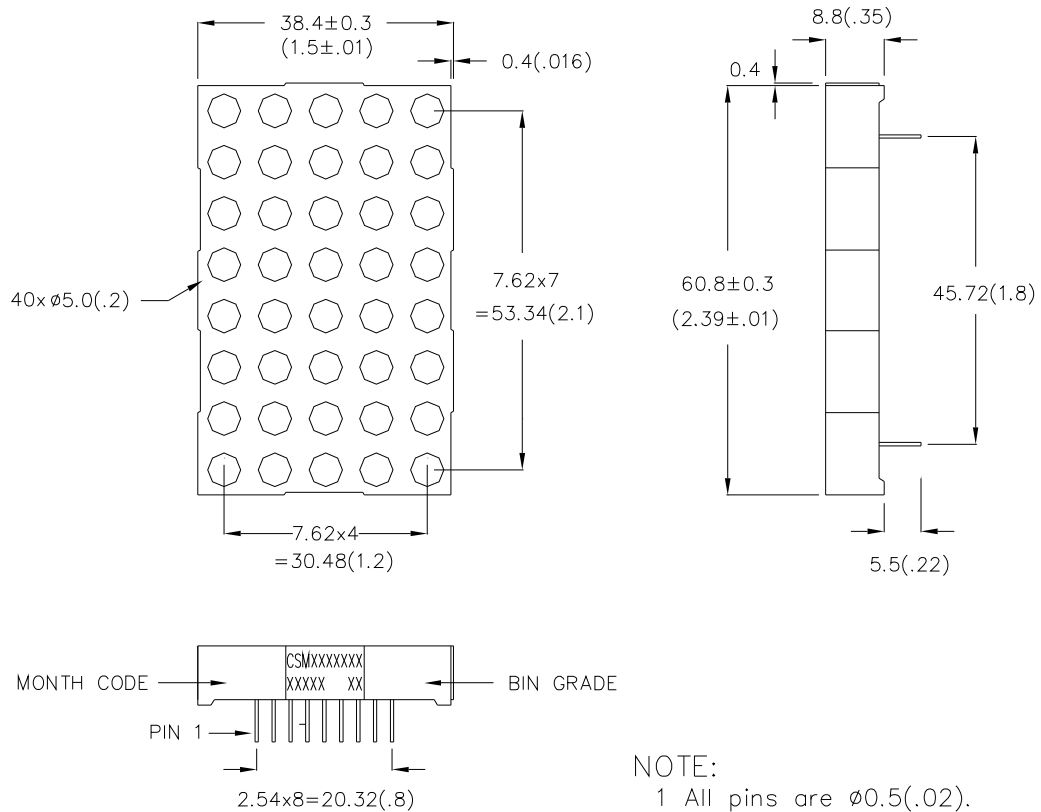 38.4±0.3
(1.5±.01)
0.4(.016)
8.8(.35)
0.4
40xø5.0(.2)
7.62x7
=53.34(2.1)
60.8±0.3
(2.39±.01)
45.72(1.8)
7.62x4
=30.48(1.2)
5.5(.22)
CSMXXXXXXX
XXXXX XX
MONTH CODE
BIN GRADE
PIN 1
2.54x8=20.32(.8)
NOTE:
1 All pins are ø0.5(.02).